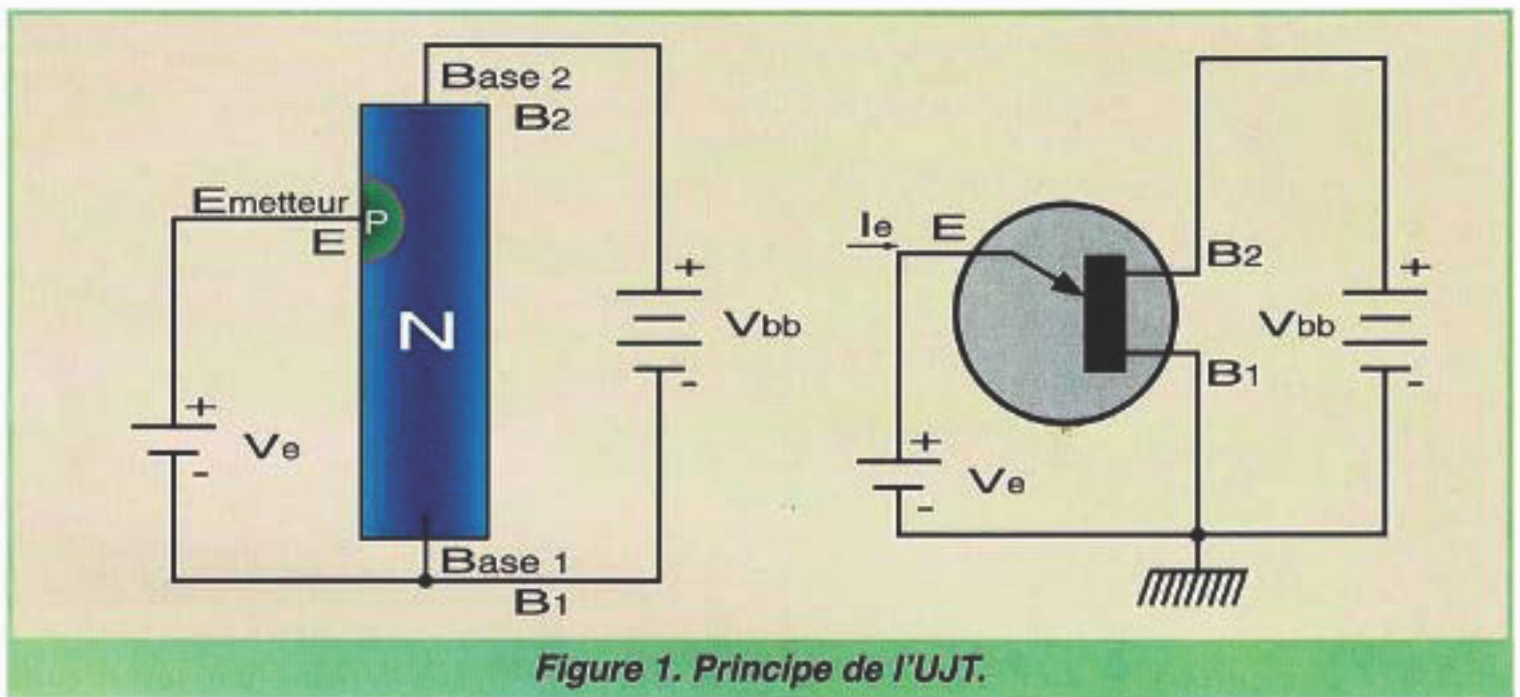 Base 2
B2
Emetteur
E
P
N
+
Vbb
-
+
Ve
-
Base 1
B1
Ie
E
B2
B1
+
Vbb
-
+
Ve
-
Figure 1. Principe de l'UJT.